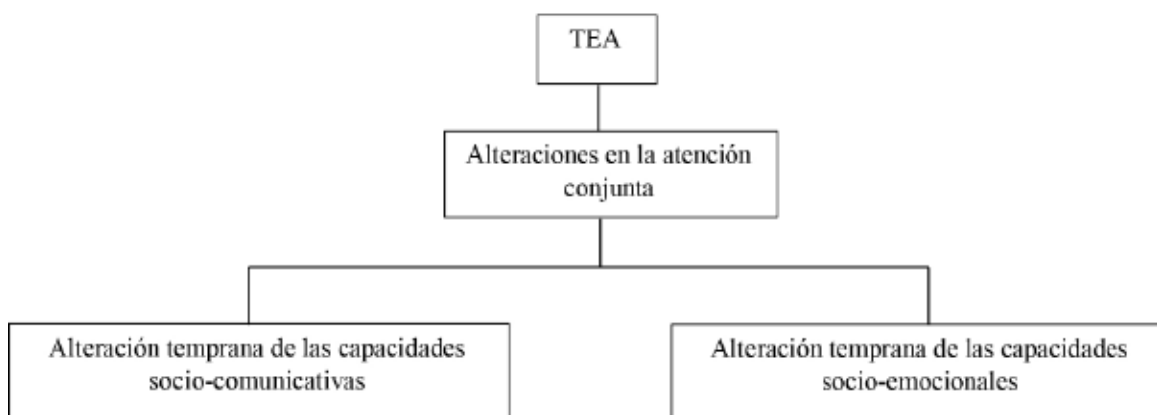 TEA
Alteraciones en la atención
conjunta
Alteración temprana de las capacidades
socio-comunicativas
Alteración temprana de las capacidades
socio-emocionales